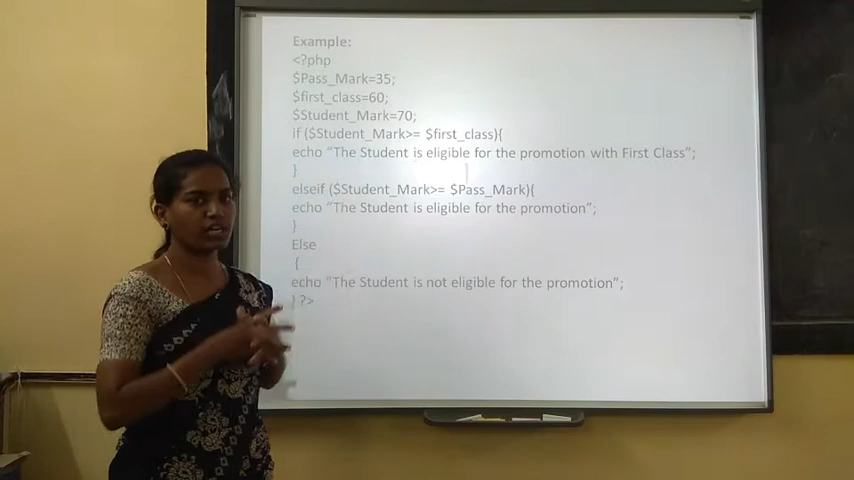 Example:
<?php
$Pass_Mark=35;
$first_class=60;
$Student_Mark=70;
if ($Student_Mark>= $first_class){
echo “The Student is eligible for the promotion with First Class”;
}
elseif ($Student_Mark>= $Pass_Mark){
echo “The Student is eligible for the promotion”;
}
Else
{
echo “The Student is not eligible for the promotion”;
} ?>